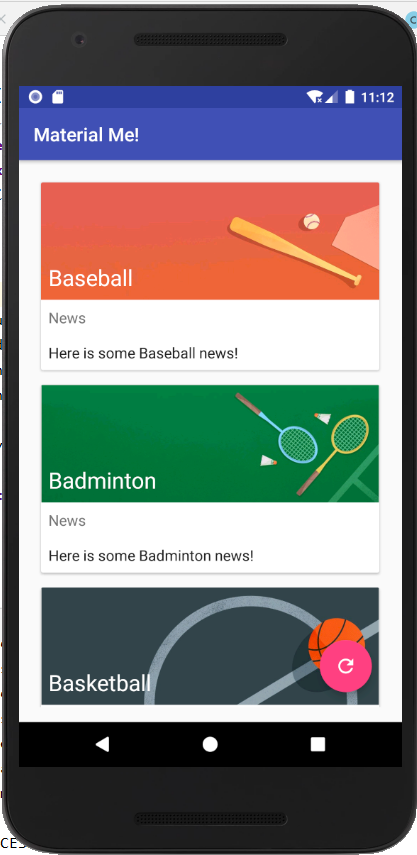 11:12
Material Me!
Baseball
News
Here is some Baseball news!
Badminton
News
Here is some Badminton news!
Basketball